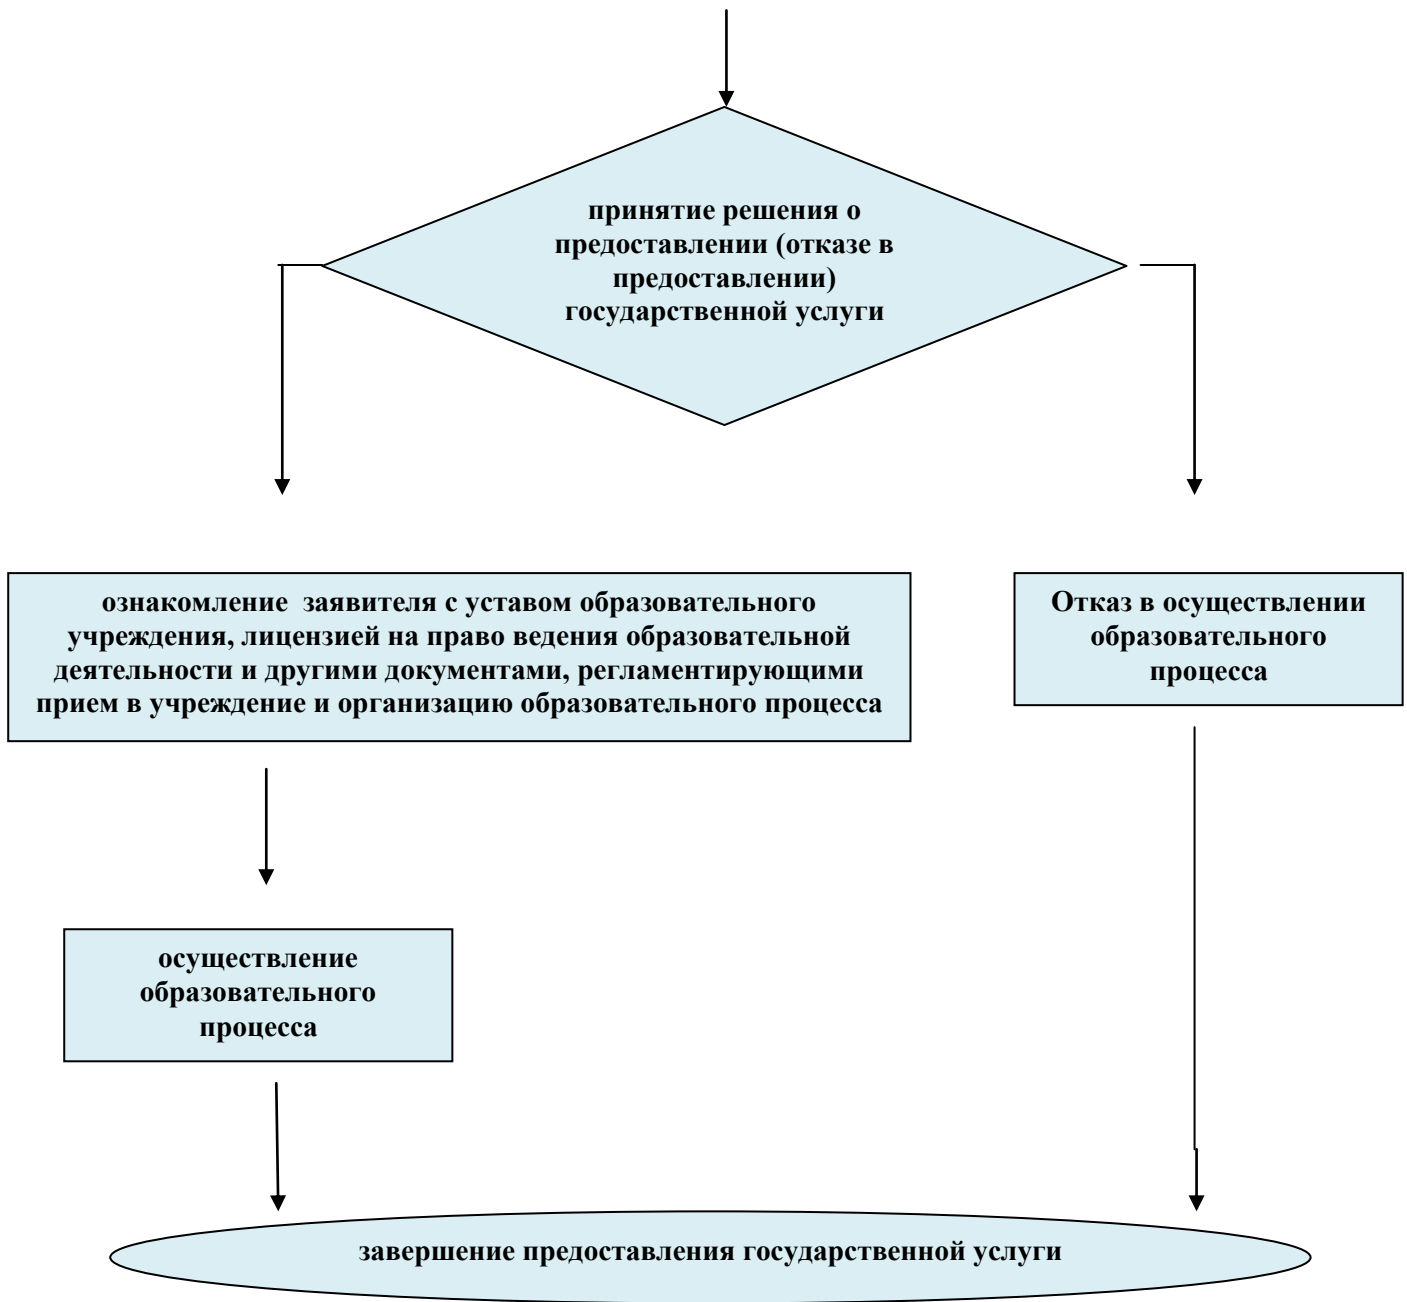 принятие решения о
предоставлении (отказе в
предоставлении)
государственной услуги
ознакомление  заявителя с уставом образовательного
учреждения, лицензией на право ведения образовательной
деятельности и другими документами, регламентирующими
прием в учреждение и организацию образовательного процесса
Отказ в осуществлении
образовательного
процесса
осуществление
образовательного
процесса
завершение предоставления государственной услуги